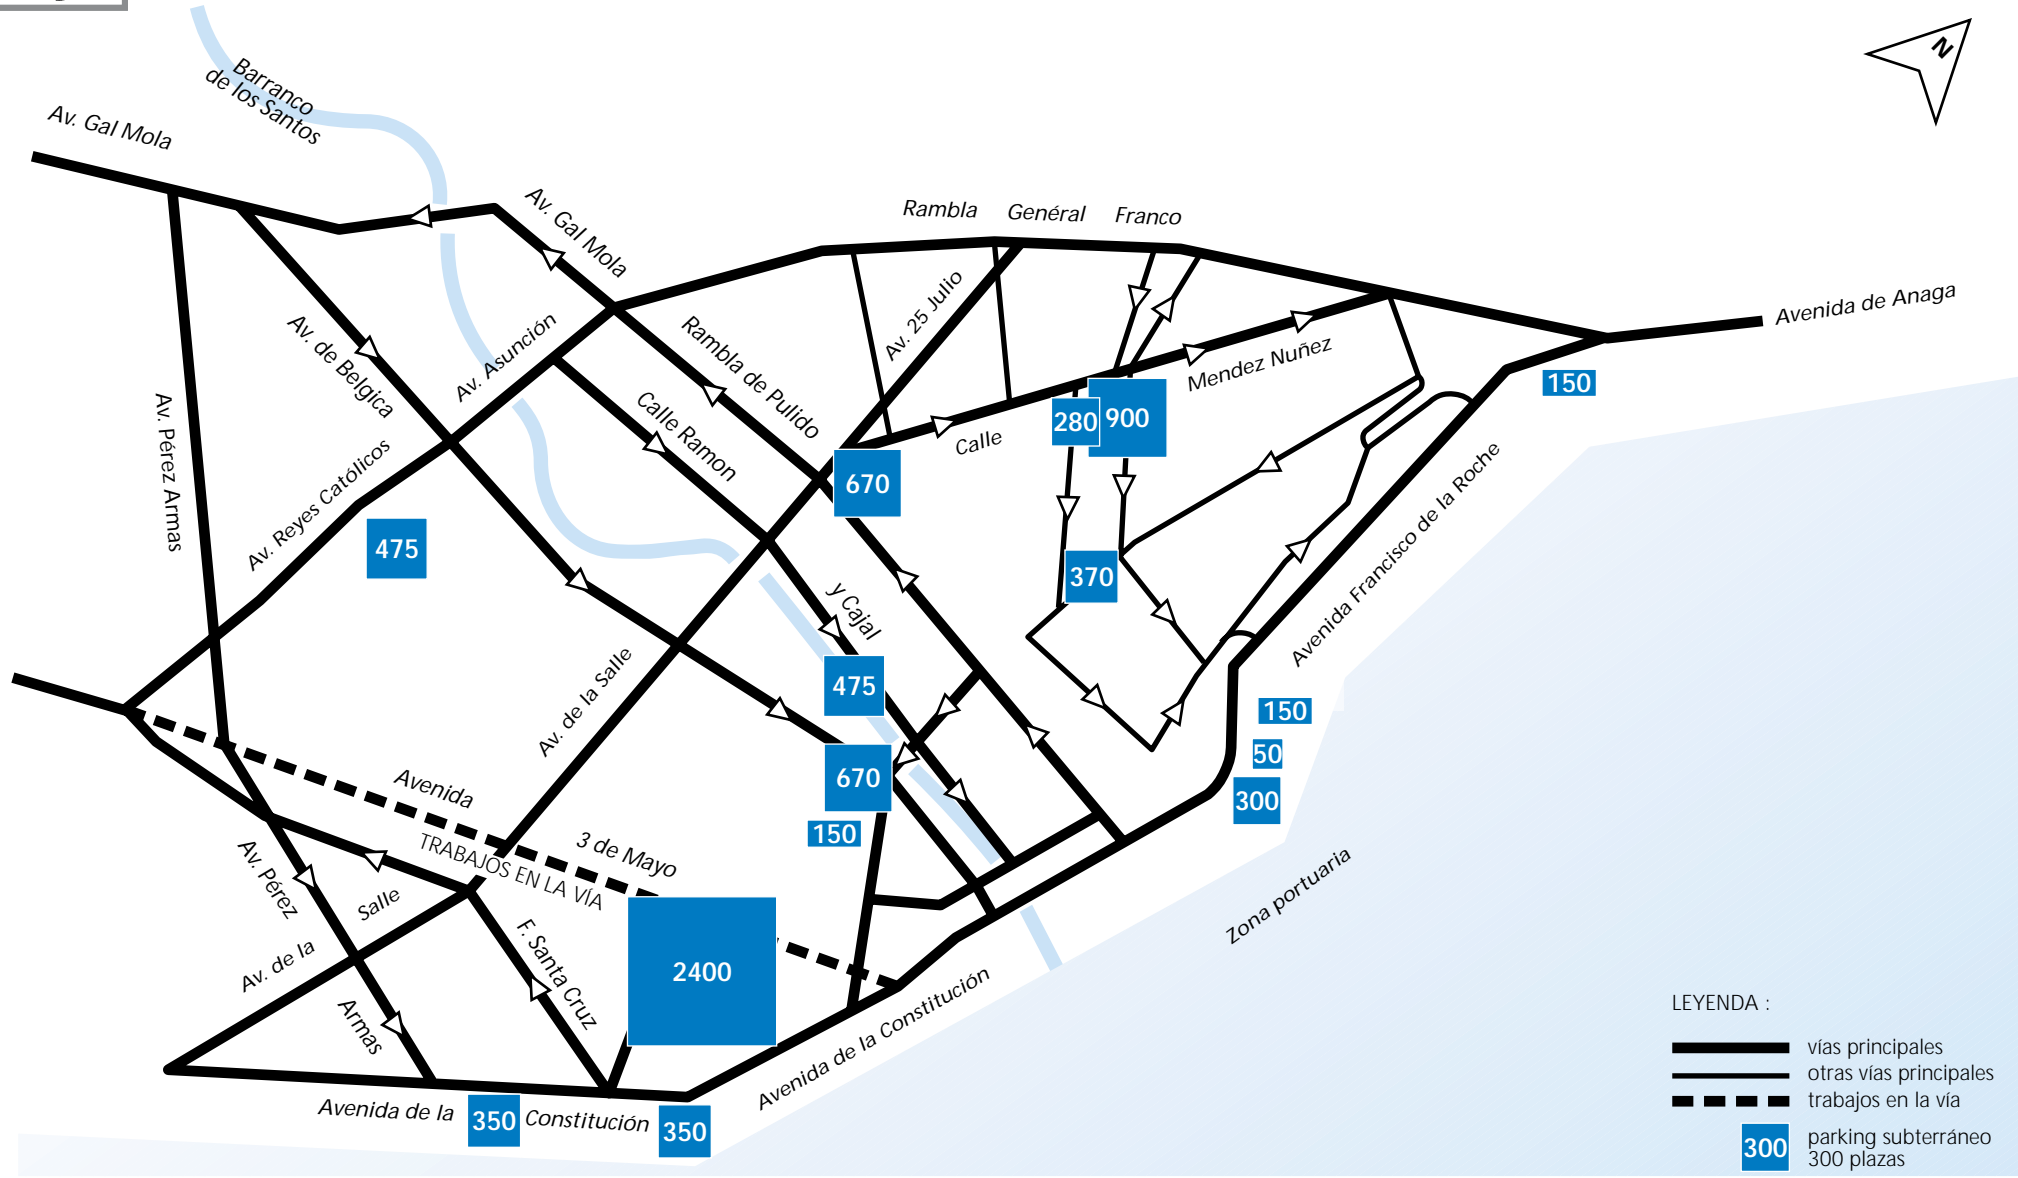 Barranco
de los Santos
Av. Gal Mola
Av. Gal Mola
Rambla Genéral Franco
N
Avenida de Anaga
Av. 25 Julio
Av. Asunción
Av. de Belgica
Rambla de Pulido
Mendez Nuñez
Calle
150
280
900
Av. Pérez Armas
Calle Ramon
Av. Reyes Católicos
670
475
Avenida Francisco de la Roche
370
y Cajal
475
Av. de la Salle
150
50
300
670
150
Avenida
3 de Mayo
TRABAJOS EN LA VÍA
Av. Pérez
Salle
Av. de la
F. Santa Cruz
2400
Zona portuaria
Armas
Avenida de la Constitución
Avenida de la
350
Constitución
350
LEYENDA :
vías principales
otras vías principales
trabajos en la vía
300
parking subterráneo
300 plazas